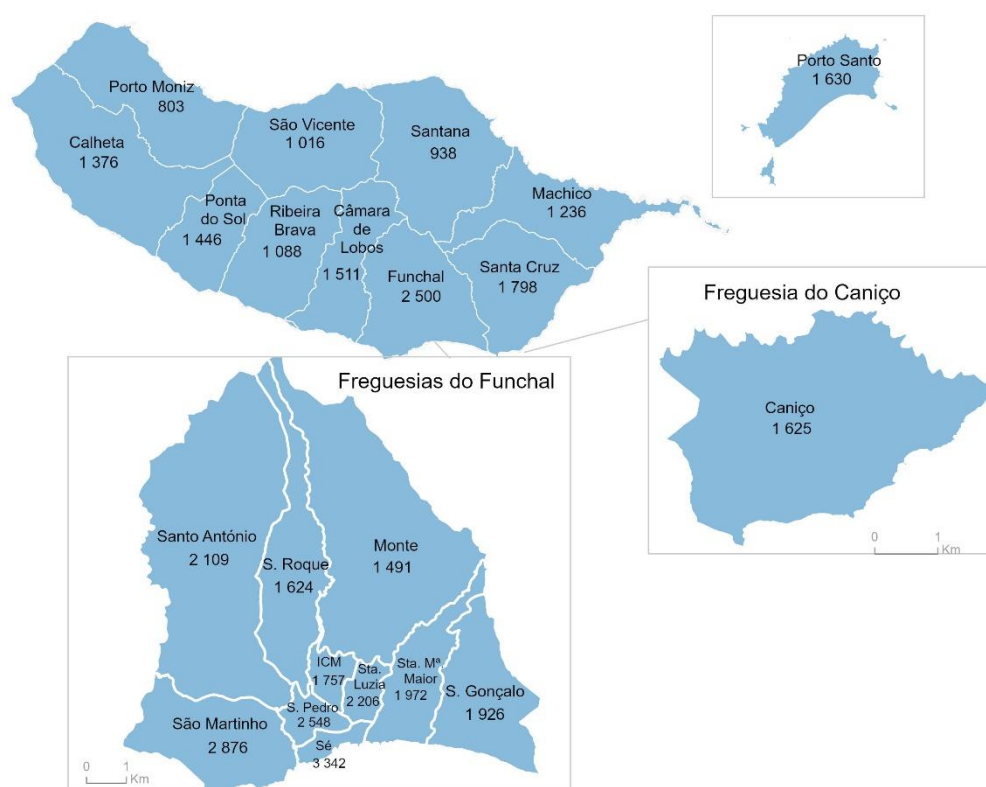 Porto Moniz
803
Calheta
1 376
São Vicente
1 016
Santana
938
Machico
1 236
Ponta
do Sol
1 446
Ribeira
Brava
1 088
Câmara
de
Lobos
1 511
Funchal
2 500
Santa Cruz
1 798
Porto Santo
1 630
Freguesia do Caniço
Caniço
1 625
0 1
Km
Freguesias do Funchal
Santo António
2 109
S. Roque
1 624
Monte
1 491
ICM
1 757
Sta.
Luzia
2 206
Sta. Mª
Maior
1 972
S. Gonçalo
1 926
S. Pedro
2 548
São Martinho
2 876
Sé
3 342
0 1
Km